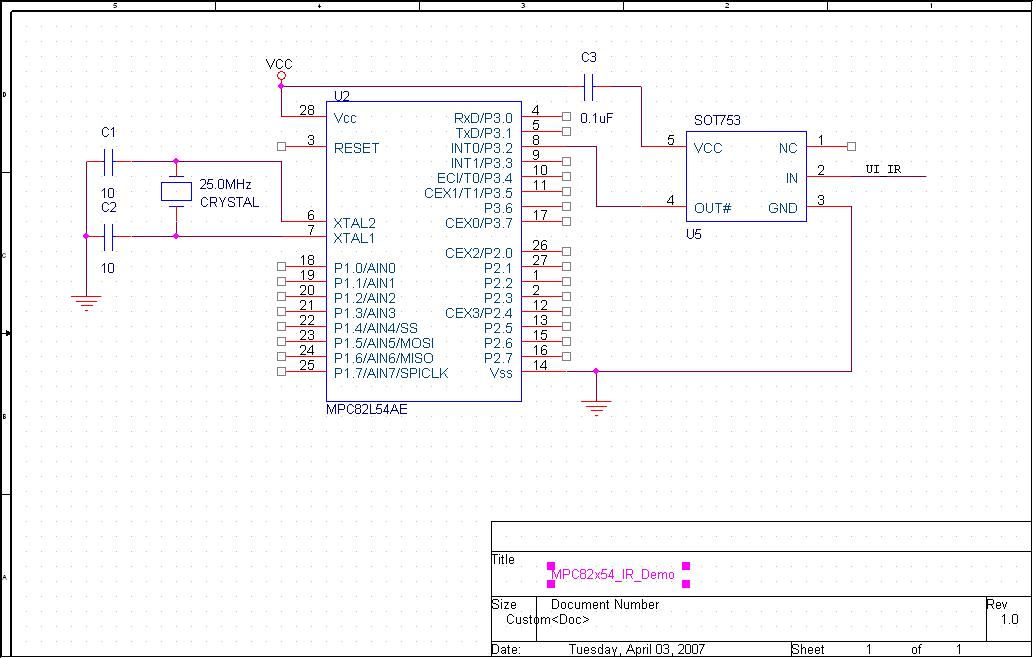 5 4 3 2 1
D
C
B
A
VCC
C3
0.1uF
U2
28 Vcc
3 RESET
6 XTAL2
7 XTAL1
18 P1.0/AIN0
19 P1.1/AIN1
20 P1.2/AIN2
21 P1.3/AIN3
22 P1.4/AIN4/SS
23 P1.5/AIN5/MOSI
24 P1.6/AIN6/MISO
25 P1.7/AIN7/SPICLK
RxD/P3.0 4
TxD/P3.1 5
INT0/P3.2 8
INT1/P3.3 9
ECI/T0/P3.4 10
CEX1/T1/P3.5 11
P3.6
CEX0/P3.7 17
CEX2/P2.0 26
P2.1 27
P2.2 1
P2.3 2
CEX3/P2.4 12
P2.5 13
P2.6 15
P2.7 16
Vss 14
MPC82L54AE
C1
10
C2
10
25.0MHz
CRYSTAL
SOT753
5 VCC
4 OUT#
NC 1
IN 2
GND 3
U5
UI_IR
Title
MPC82x54_IR_Demo
Size
Custom
Document Number
<Doc>
Rev
1.0
Date: Tuesday, April 03, 2007
Sheet 1 of 1